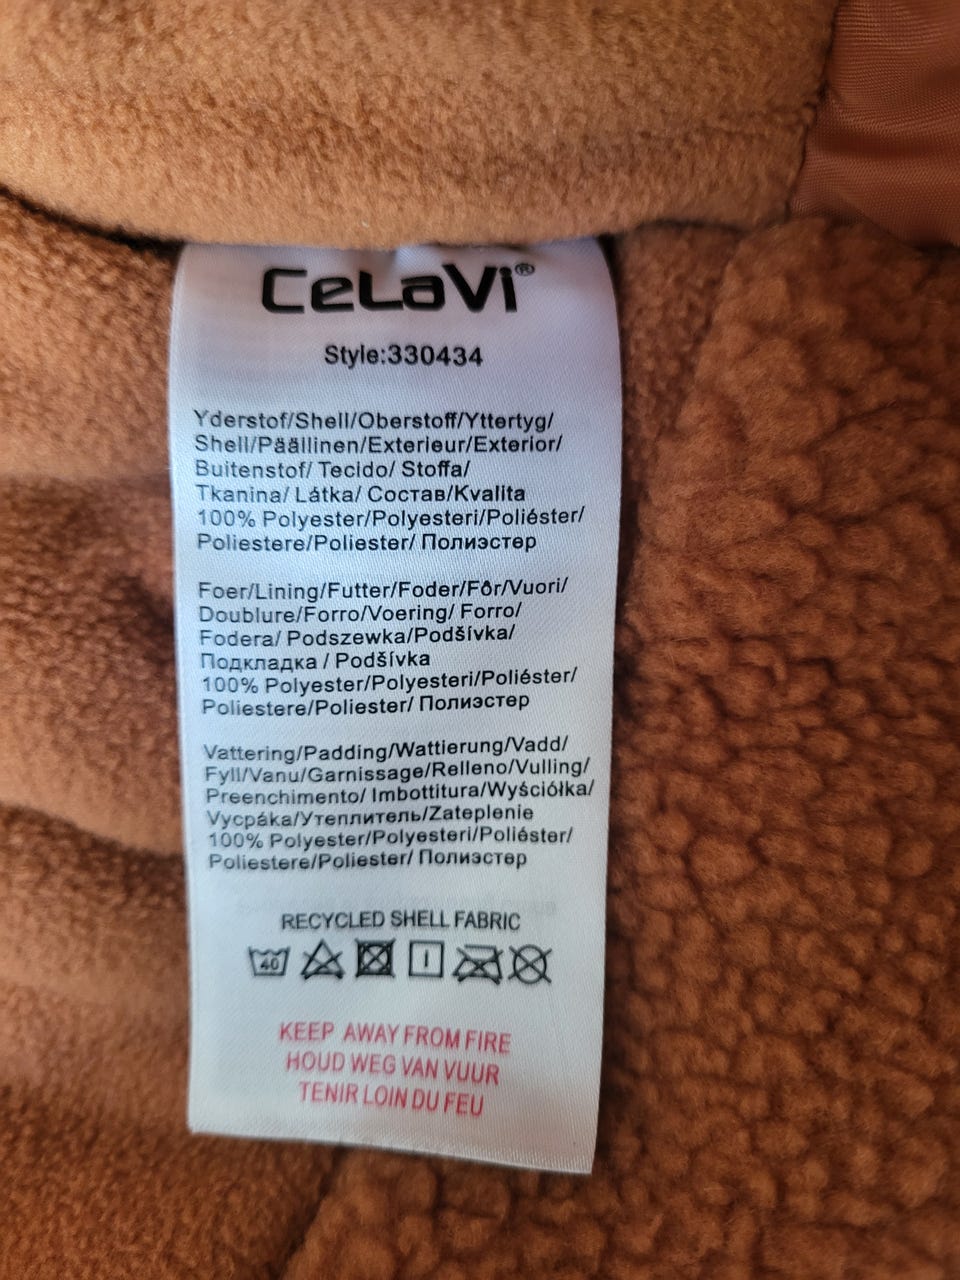 CeLaVi®
Style:330434
Yderstof/Shell/Oberstoff/Yttertyg/
Shell/Päällinen/Exterieur/Exterior/
Buitenstof/ Tecido/ Stoffa/
Tkanina/ Látka/ Состав/Kvalita
100% Polyester/Polyesteri/Poliéster/
Poliestere/Poliester/ Полиэстер
Foer/Lining/Futter/Foder/Fôr/Vuori/
Doublure/Forro/Voering/ Forro/
Fodera/ Podszewka/Podšívka/
Подкладка / Podšívka
100% Polyester/Polyesteri/Poliéster/
Poliestere/Poliester/ Полиэстер
Vattering/Padding/Wattierung/Vadd/
Fyll/Vanu/Garnissage/Relleno/Vulling/
Preenchimento/ Imbottitura/Wyściółka/
Vycpáka/Утеплитель/Zateplenie
100% Polyester/Polyesteri/Poliéster/
Poliestere/Poliester/ Полиэстер
RECYCLED SHELL FABRIC
40
KEEP AWAY FROM FIRE
HOUD WEG VAN VUUR
TENIR LOIN DU FEU